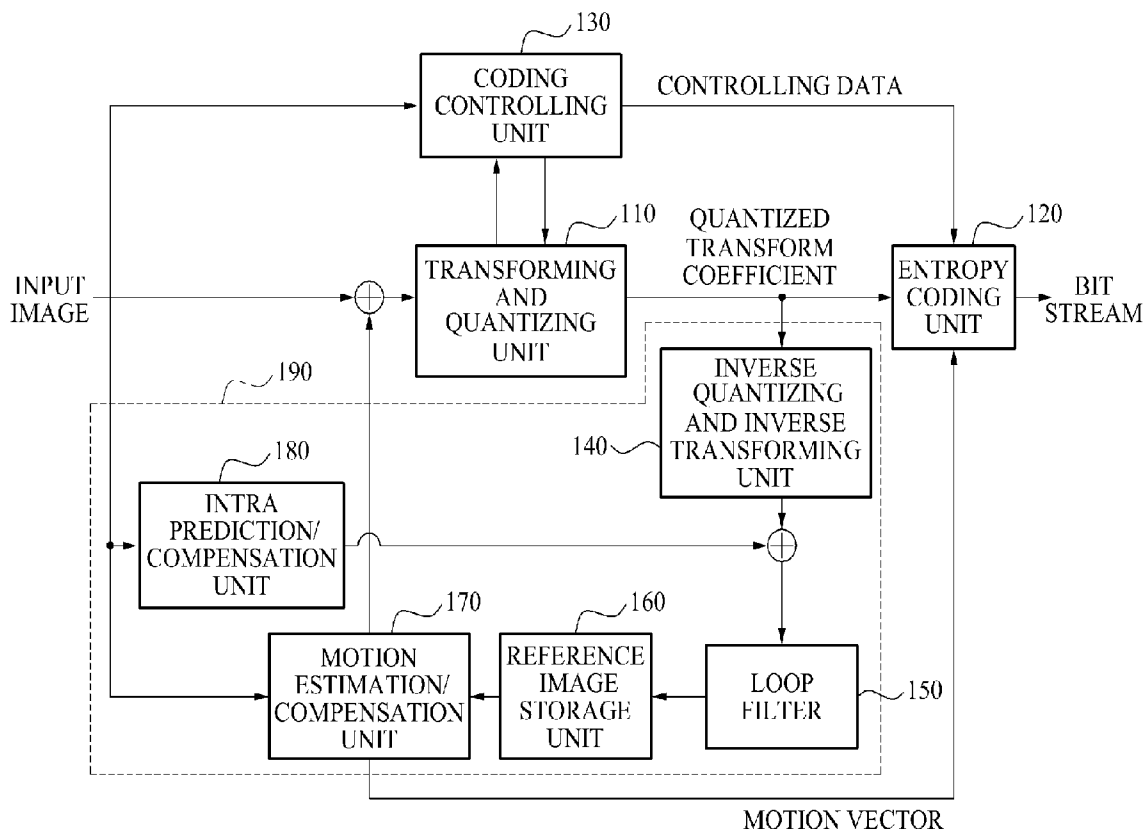 130
CODING
CONTROLLING
UNIT
CONTROLLING DATA
110
TRANSFORMING
AND
QUANTIZING
UNIT
QUANTIZED
TRANSFORM
COEFFICIENT
120
ENTROPY
CODING
UNIT
INPUT
IMAGE
BIT
STREAM
190
INVERSE
QUANTIZING
AND INVERSE
TRANSFORMING
UNIT
140
180
INTRA
PREDICTION/
COMPENSATION
UNIT
170
MOTION
ESTIMATION/
COMPENSATION
UNIT
160
REFERENCE
IMAGE
STORAGE
UNIT
LOOP
FILTER
150
MOTION VECTOR